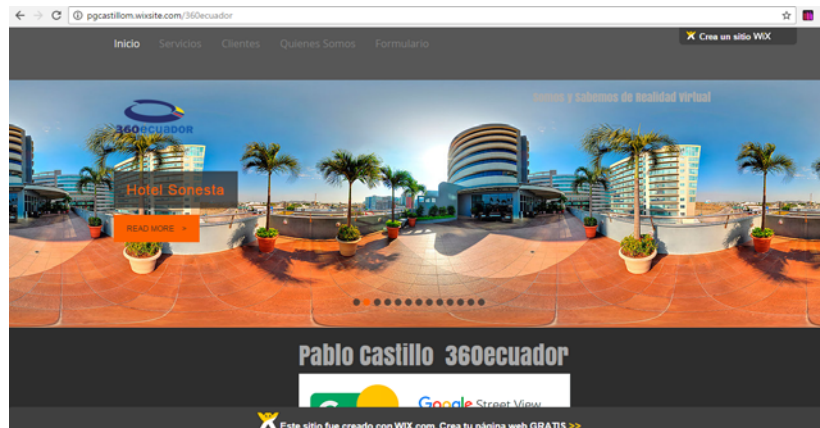 pgcastillom.wixsite.com/360ecuador
Inicio Servicios Clientes Quienes Somos Formulario
Crea un sitio WiX
y Sabemos de Realidad Virtual
360ECUADOR
Hotel Sonesta
READ MORE >
Pablo Castillo 360ecuador
Google Street View
Este sitio fue creado con WIX.com. Crea tu página web GRATIS >>